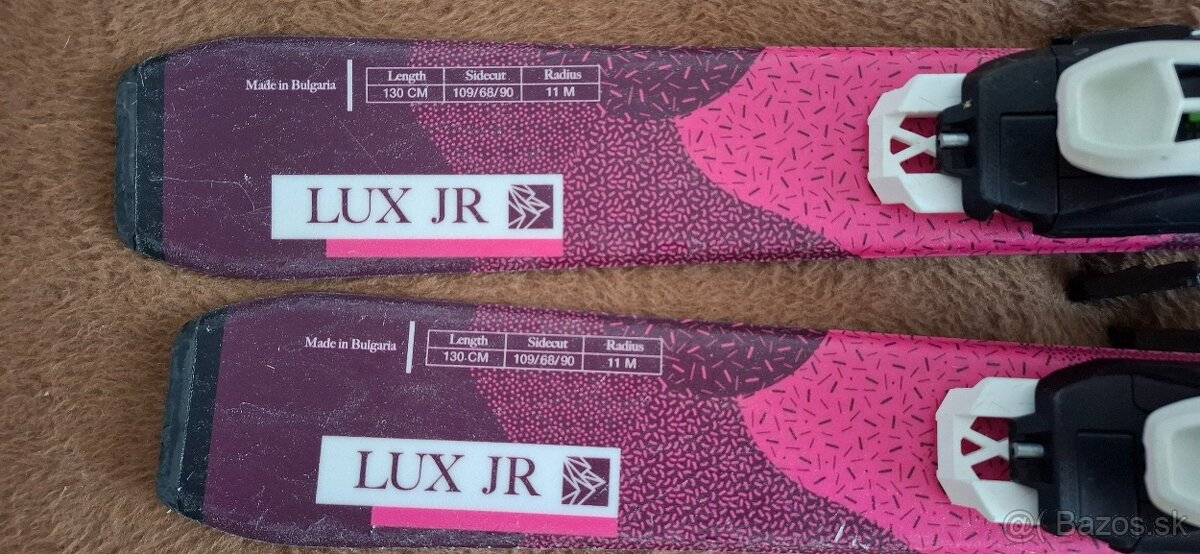 Made in Bulgaria
Length Sidecut Radius
130 CM 109/68/90 11 M
LUX JR
Made in Bulgaria
Length Sidecut Radius
130 CM 109/68/90 11 M
LUX JR
@( Bazos.sk